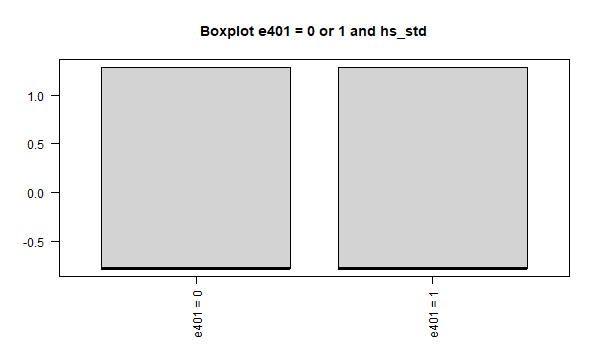 Boxplot e401 = 0 or 1 and hs_std
1.0
0.5
0.0
-0.5
e401 = 0
e401 = 1